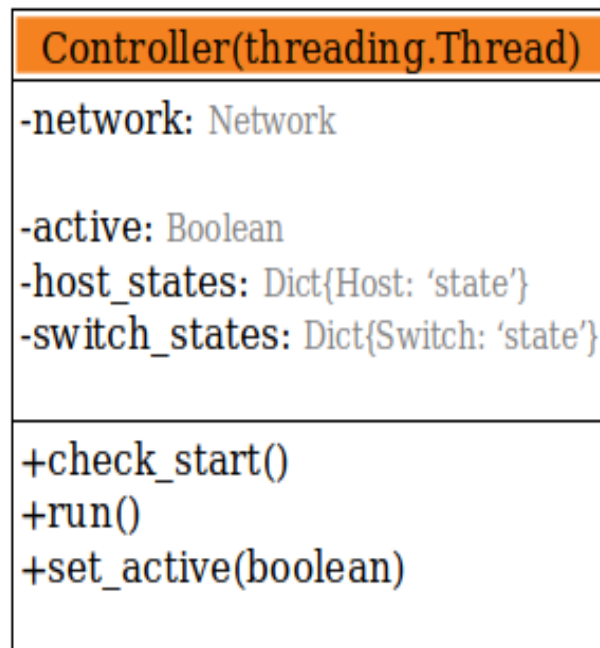 Controller(threading.Thread)
-network: Network
-active: Boolean
-host_states: Dict{Host: ‘state’}
-switch_states: Dict{Switch: ‘state’}
+check_start()
+run()
+set_active(boolean)